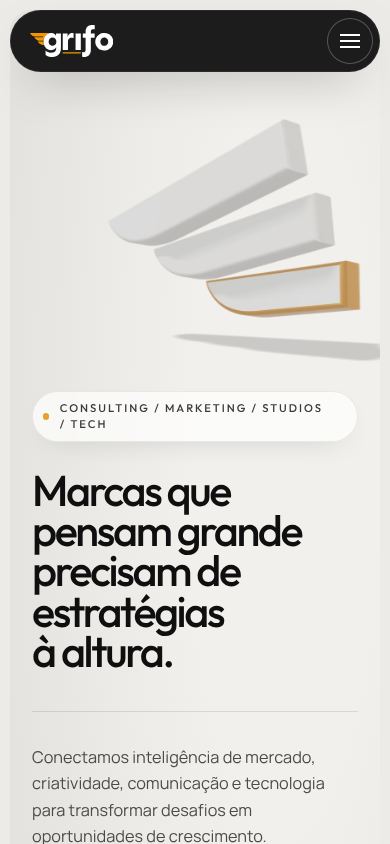 grifo
CONSULTING / MARKETING / STUDIOS
/ TECH
Marcas que
pensam grande
precisam de
estratégias
à altura.
Conectamos inteligência de mercado,
criatividade, comunicação e tecnologia
para transformar desafios em
oportunidades de crescimento.